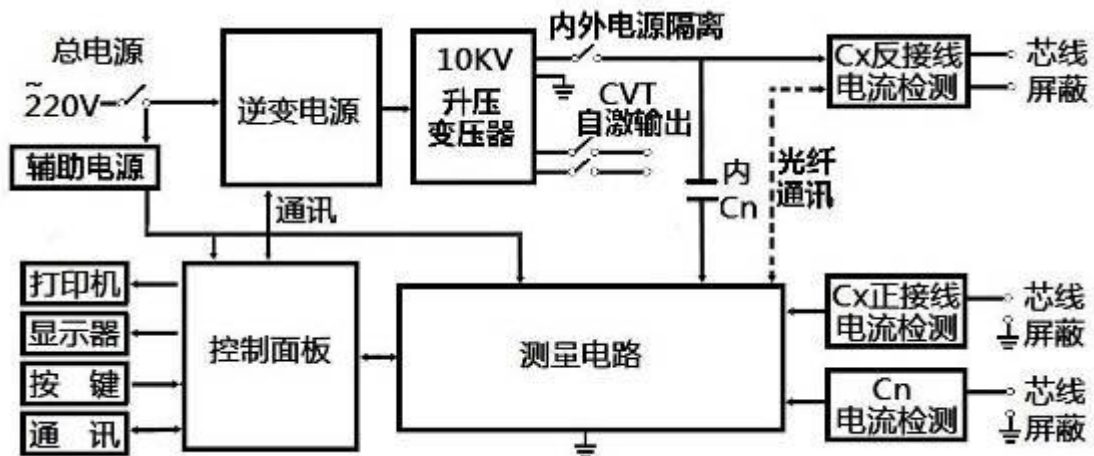 总电源
~
220V
辅助电源
逆变电源
10KV
升压
变压器
内外电源隔离
CVT
自激输出
Cx反接线
电流检测
芯线
屏蔽
光纤
通讯
内
Cn
通讯
打印机
显示器
按 键
通 讯
控制面板
测量电路
Cx正接线
电流检测
芯线
屏蔽
Cn
电流检测
芯线
屏蔽